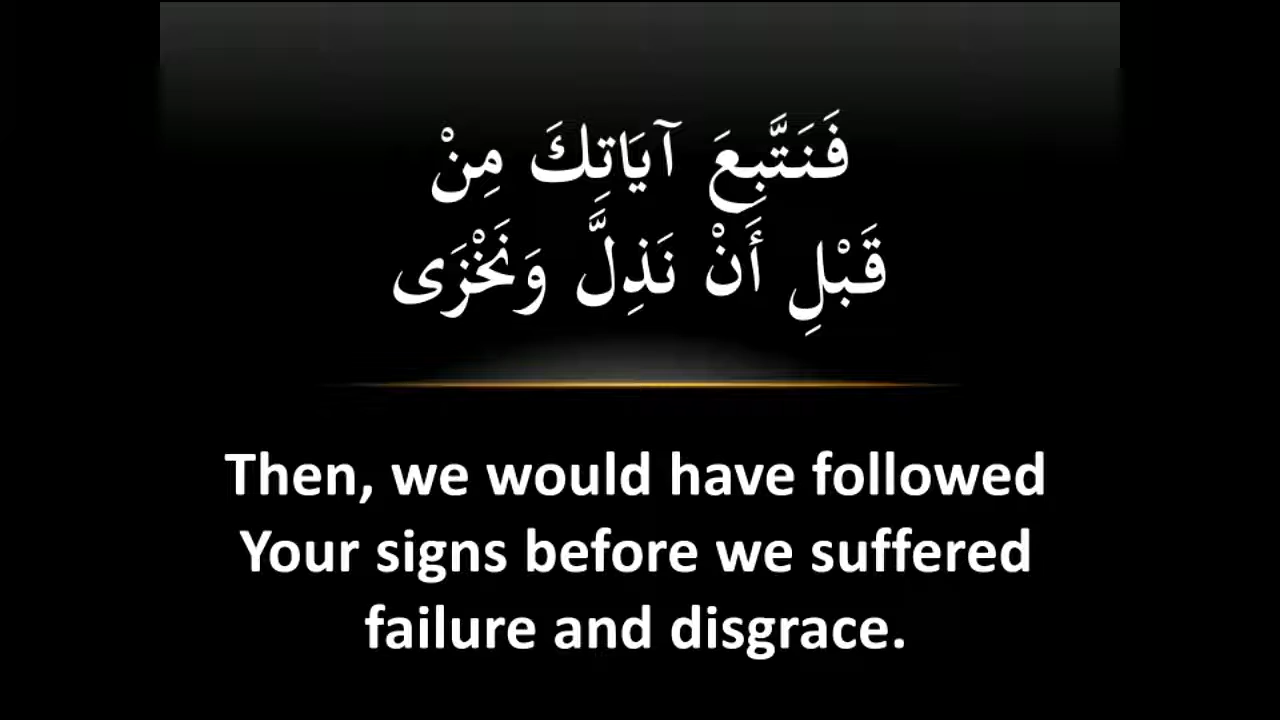 فَنَتَّبِعَ آيَاتِكَ مِنْ
قَبْلِ أَنْ نَذِلَّ وَنَخْزَى
Then, we would have followed
Your signs before we suffered
failure and disgrace.